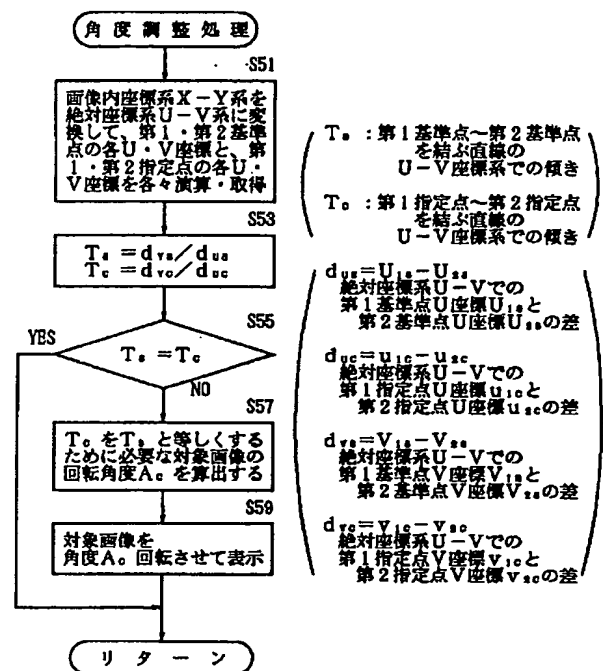 角度調整処理
S51
画像内座標系X-Y系を
絶対座標系U-V系に変
換して、第1・第2基準
点の各U・V座標と、第
1・第2指定点の各U・
V座標を各々演算・取得
S53
Ts=dvs/dus
Tc=dvc/duc
S55
YES
Ts=Tc
NO
S57
TcをTsと等しくする
ために必要な対象画像の
回転角度Acを算出する
S59
対象画像を
角度Ac回転させて表示
リターン
Ts:第1基準点~第2基準点
を結ぶ直線の
U-V座標系での傾き
Tc:第1指定点~第2指定点
を結ぶ直線の
U-V座標系での傾き
dus=U1s-U2s
絶対座標系U-Vでの
第1基準点U座標U1sと
第2基準点U座標U2sの差
duc=u1c-u2c
絶対座標系U-Vでの
第1指定点U座標u1cと
第2指定点U座標u2cの差
dvs=V1s-V2s
絶対座標系U-Vでの
第1基準点V座標V1sと
第2基準点V座標V2sの差
dvc=v1c-v2c
絶対座標系U-Vでの
第1指定点V座標v1cと
第2指定点V座標v2cの差